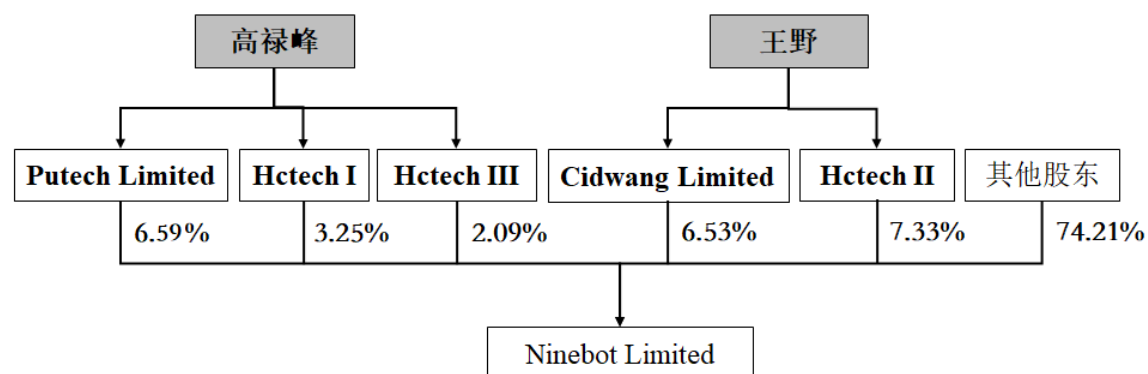 高禄峰
王野
Putech Limited
Hctech I
Hctech III
Cidwang Limited
Hctech II
其他股东
6.59%
3.25%
2.09%
6.53%
7.33%
74.21%
Ninebot Limited